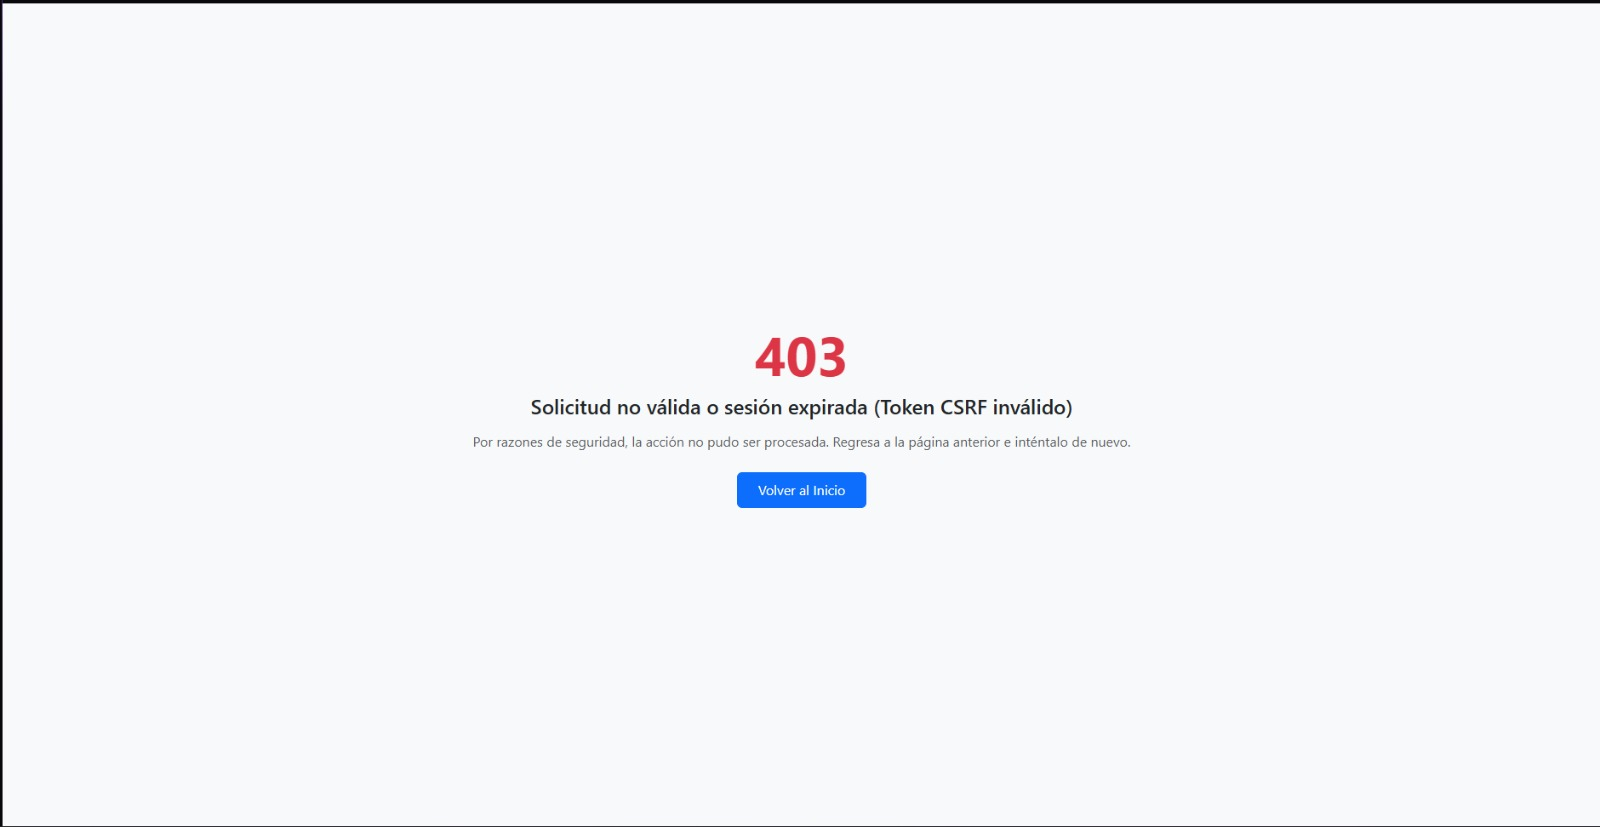 403
Solicitud no válida o sesión expirada (Token CSRF inválido)
Por razones de seguridad, la acción no pudo ser procesada. Regresa a la página anterior e inténtalo de nuevo.
Volver al Inicio